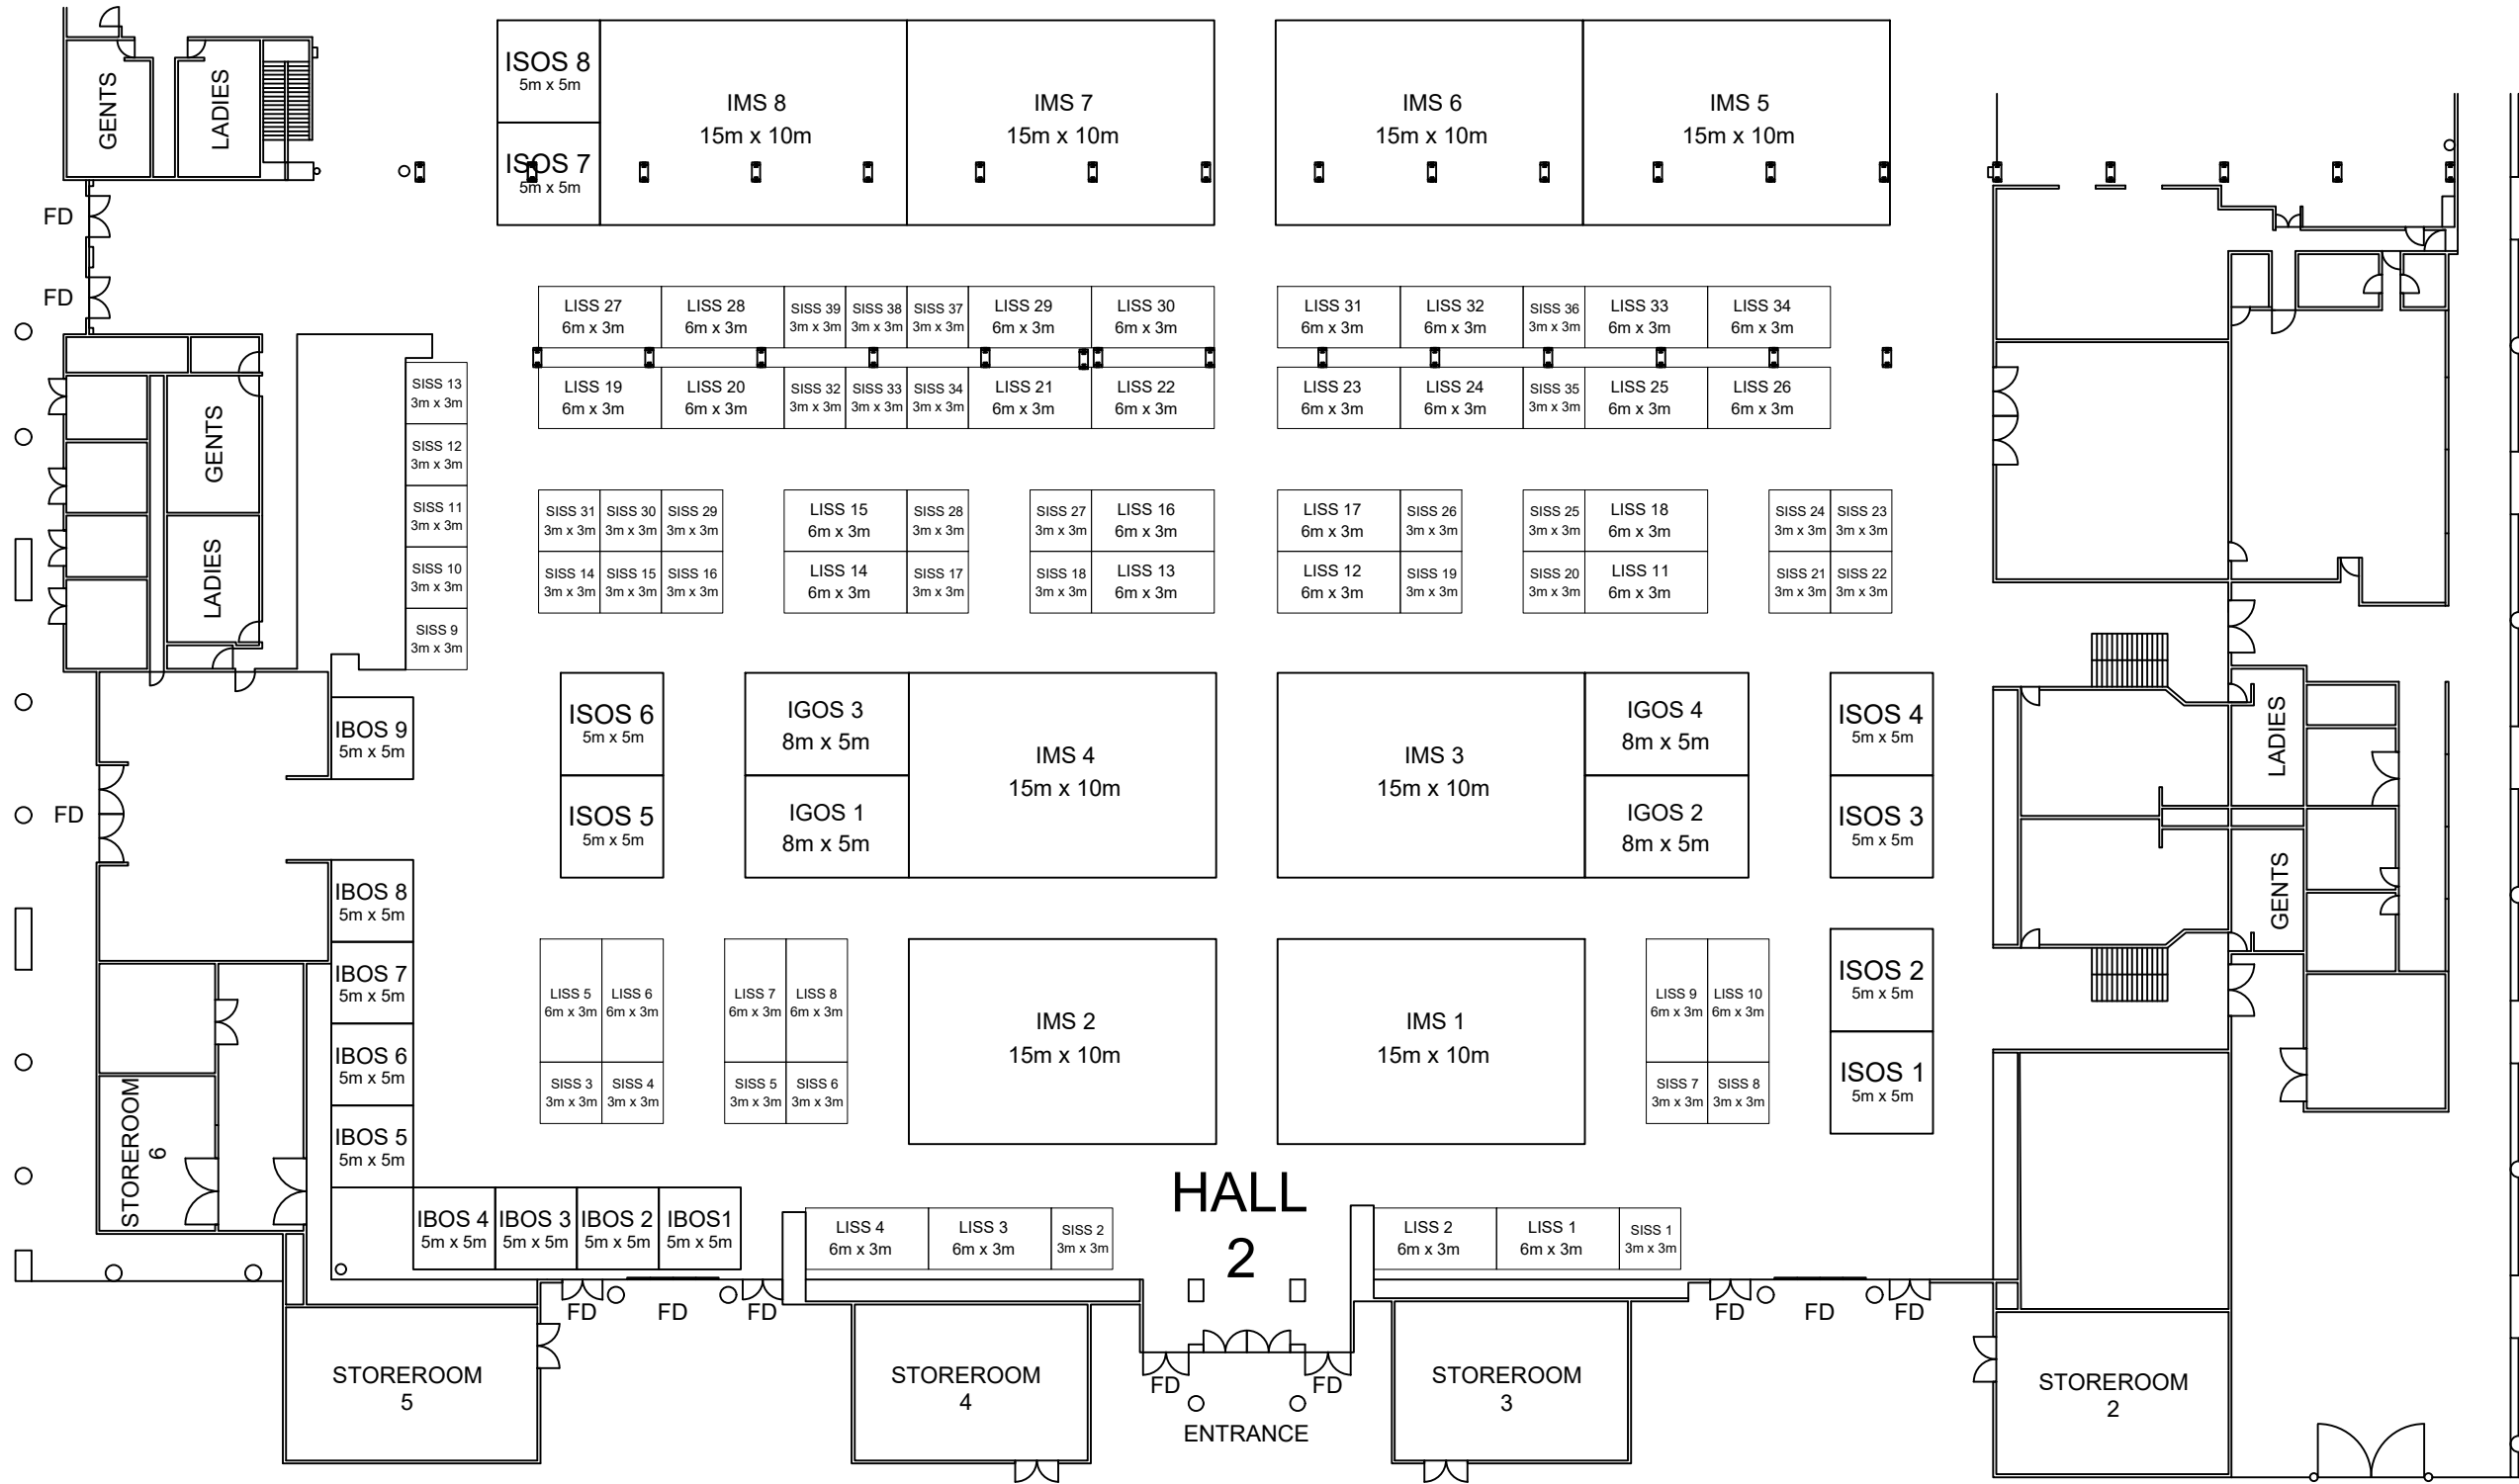 GENTS
LADIES
ISOS 8
5m x 5m
ISOS 7
5m x 5m
IMS 8
15m x 10m
IMS 7
15m x 10m
IMS 6
15m x 10m
IMS 5
15m x 10m
FD
FD
LISS 27
6m x 3m
LISS 28
6m x 3m
SISS 39
3m x 3m
SISS 38
3m x 3m
SISS 37
3m x 3m
LISS 29
6m x 3m
LISS 30
6m x 3m
LISS 31
6m x 3m
LISS 32
6m x 3m
SISS 36
3m x 3m
LISS 33
6m x 3m
LISS 34
6m x 3m
LISS 19
6m x 3m
LISS 20
6m x 3m
SISS 32
3m x 3m
SISS 33
3m x 3m
SISS 34
3m x 3m
LISS 21
6m x 3m
LISS 22
6m x 3m
LISS 23
6m x 3m
LISS 24
6m x 3m
SISS 35
3m x 3m
LISS 25
6m x 3m
LISS 26
6m x 3m
GENTS
LADIES
SISS 13
3m x 3m
SISS 12
3m x 3m
SISS 11
3m x 3m
SISS 10
3m x 3m
SISS 9
3m x 3m
SISS 31
3m x 3m
SISS 30
3m x 3m
SISS 29
3m x 3m
LISS 15
6m x 3m
SISS 28
3m x 3m
SISS 27
3m x 3m
LISS 16
6m x 3m
LISS 17
6m x 3m
SISS 26
3m x 3m
SISS 25
3m x 3m
LISS 18
6m x 3m
SISS 24
3m x 3m
SISS 23
3m x 3m
SISS 14
3m x 3m
SISS 15
3m x 3m
SISS 16
3m x 3m
LISS 14
6m x 3m
SISS 17
3m x 3m
SISS 18
3m x 3m
LISS 13
6m x 3m
LISS 12
6m x 3m
SISS 19
3m x 3m
SISS 20
3m x 3m
LISS 11
6m x 3m
SISS 21
3m x 3m
SISS 22
3m x 3m
IBOS 9
5m x 5m
ISOS 6
5m x 5m
ISOS 5
5m x 5m
IGOS 3
8m x 5m
IGOS 1
8m x 5m
IMS 4
15m x 10m
IMS 3
15m x 10m
IGOS 4
8m x 5m
IGOS 2
8m x 5m
ISOS 4
5m x 5m
ISOS 3
5m x 5m
LADIES
GENTS
FD
IBOS 8
5m x 5m
IBOS 7
5m x 5m
IBOS 6
5m x 5m
IBOS 5
5m x 5m
LISS 5
6m x 3m
LISS 6
6m x 3m
SISS 3
3m x 3m
SISS 4
3m x 3m
LISS 7
6m x 3m
LISS 8
6m x 3m
SISS 5
3m x 3m
SISS 6
3m x 3m
IMS 2
15m x 10m
IMS 1
15m x 10m
LISS 9
6m x 3m
LISS 10
6m x 3m
SISS 7
3m x 3m
SISS 8
3m x 3m
ISOS 2
5m x 5m
ISOS 1
5m x 5m
STOREROOM
6
IBOS 4
5m x 5m
IBOS 3
5m x 5m
IBOS 2
5m x 5m
IBOS1
5m x 5m
LISS 4
6m x 3m
LISS 3
6m x 3m
SISS 2
3m x 3m
HALL
2
LISS 2
6m x 3m
LISS 1
6m x 3m
SISS 1
3m x 3m
FD
FD
FD
FD
FD
FD
FD
FD
STOREROOM
5
STOREROOM
4
ENTRANCE
STOREROOM
3
STOREROOM
2